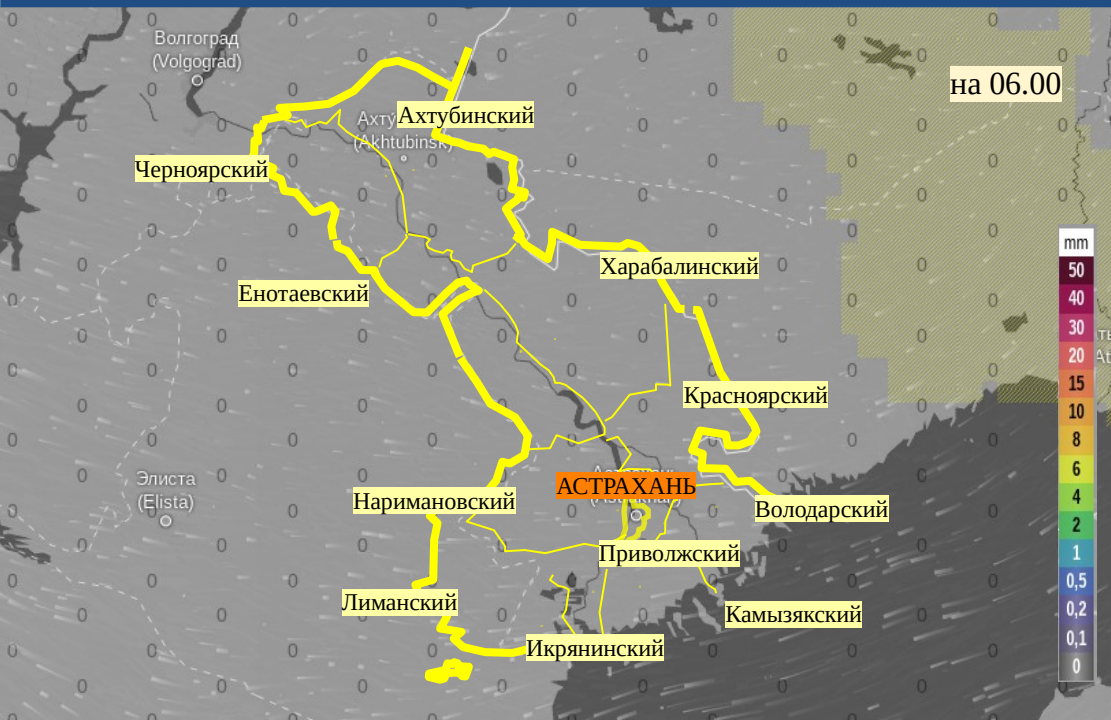 Волгоград
(Volgograd)
на 06.00
Ахтубинский
(Akhtubinsk)
Черноярский
mm
Харабалинский
50
Енотаевский
40
30
20
15
Красноярский
10
8
6
Элиста
(Elista)
АСТРАХАНЬ
4
Наримановский
Володарский
2
Приволжский
1
0,5
Лиманский
0,2
Камызякский
0,1
Икрянинский
0